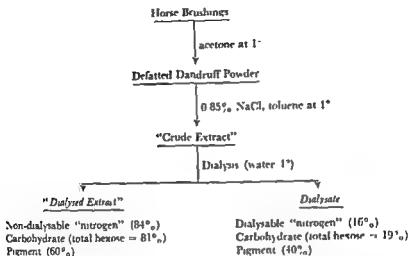 Horse Brushings
acetone at 1°
Defatted Dandruff Powder
0·85% NaCl, toluene at 1°
"Crude Extract"
Dialysis (water 1°)
"Dialysed Extract"
Non-dialysable "nitrogen" (84%)
Carbohydrate (total hexose = 81%)
Pigment (60%)
Dialysate
Dialysable "nitrogen" (16%)
Carbohydrate (total hexose = 19%)
Pigment (40%)